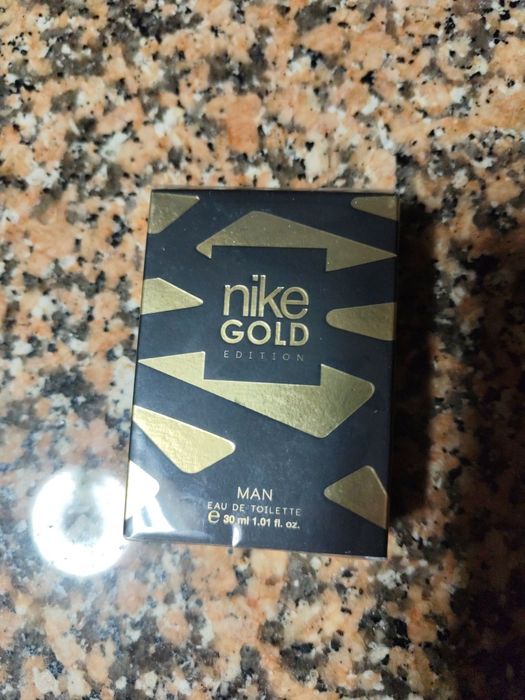 nike
GOLD
EDITION
MAN
EAU DE TOILETTE
℮ 30 ml 1.01 fl. oz.